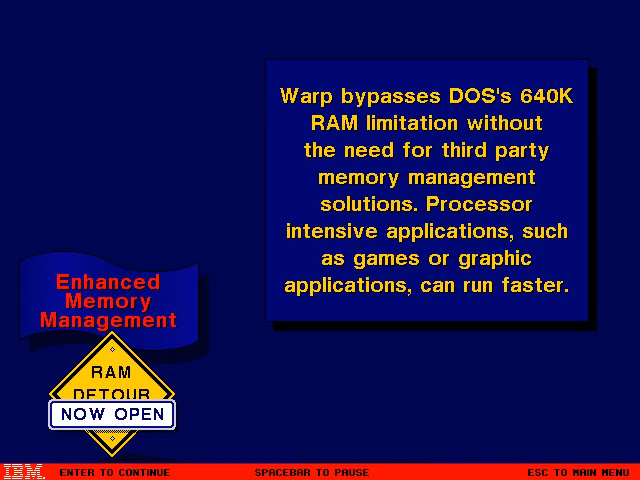 Warp bypasses DOS's 640K
RAM limitation without
the need for third party
memory management
solutions. Processor
intensive applications, such
as games or graphic
applications, can run faster.
Enhanced
Memory
Management
RAM
DETOUR
NOW OPEN
IBM. ENTER TO CONTINUE SPACEBAR TO PAUSE ESC TO MAIN MENU